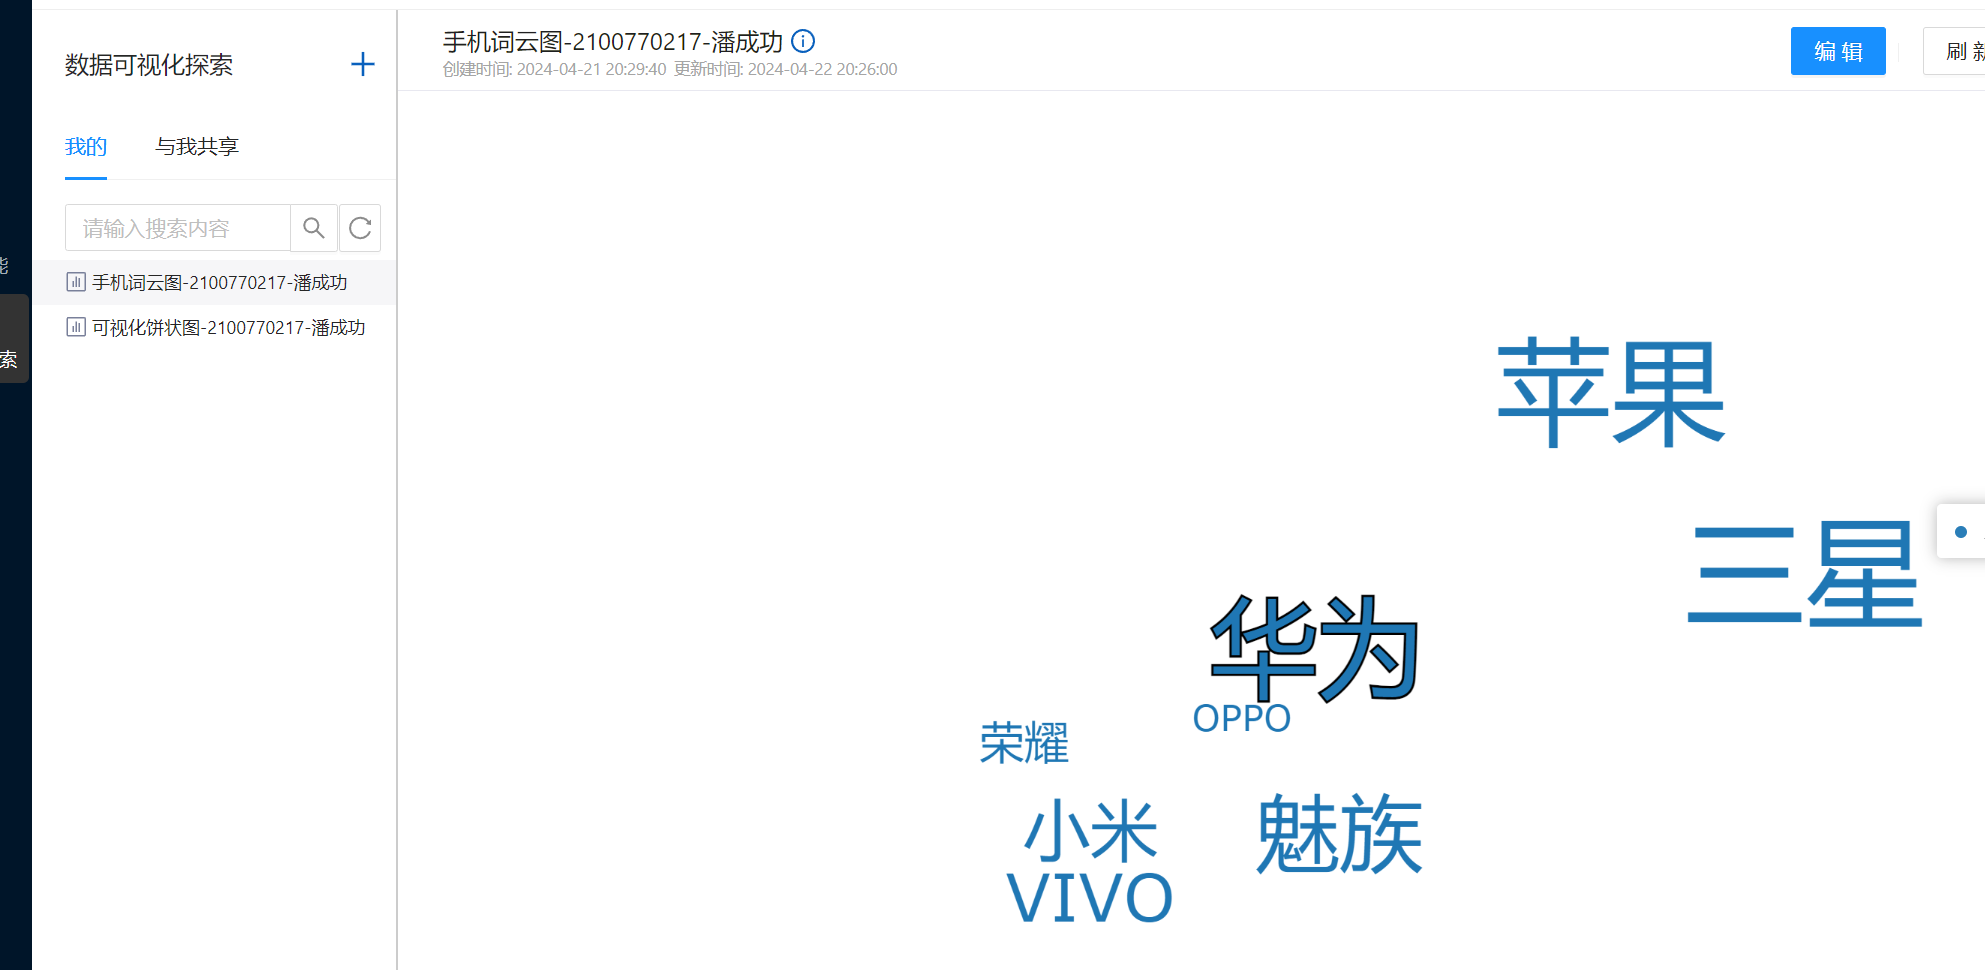 数据可视化探索
我的 与我共享
请输入搜索内容
手机词云图-2100770217-潘成功
可视化饼状图-2100770217-潘成功
能
索
手机词云图-2100770217-潘成功
创建时间: 2024-04-21 20:29:40 更新时间: 2024-04-22 20:26:00
编 辑
刷 新
苹果
三星
华为
OPPO
荣耀
小米
魅族
VIVO